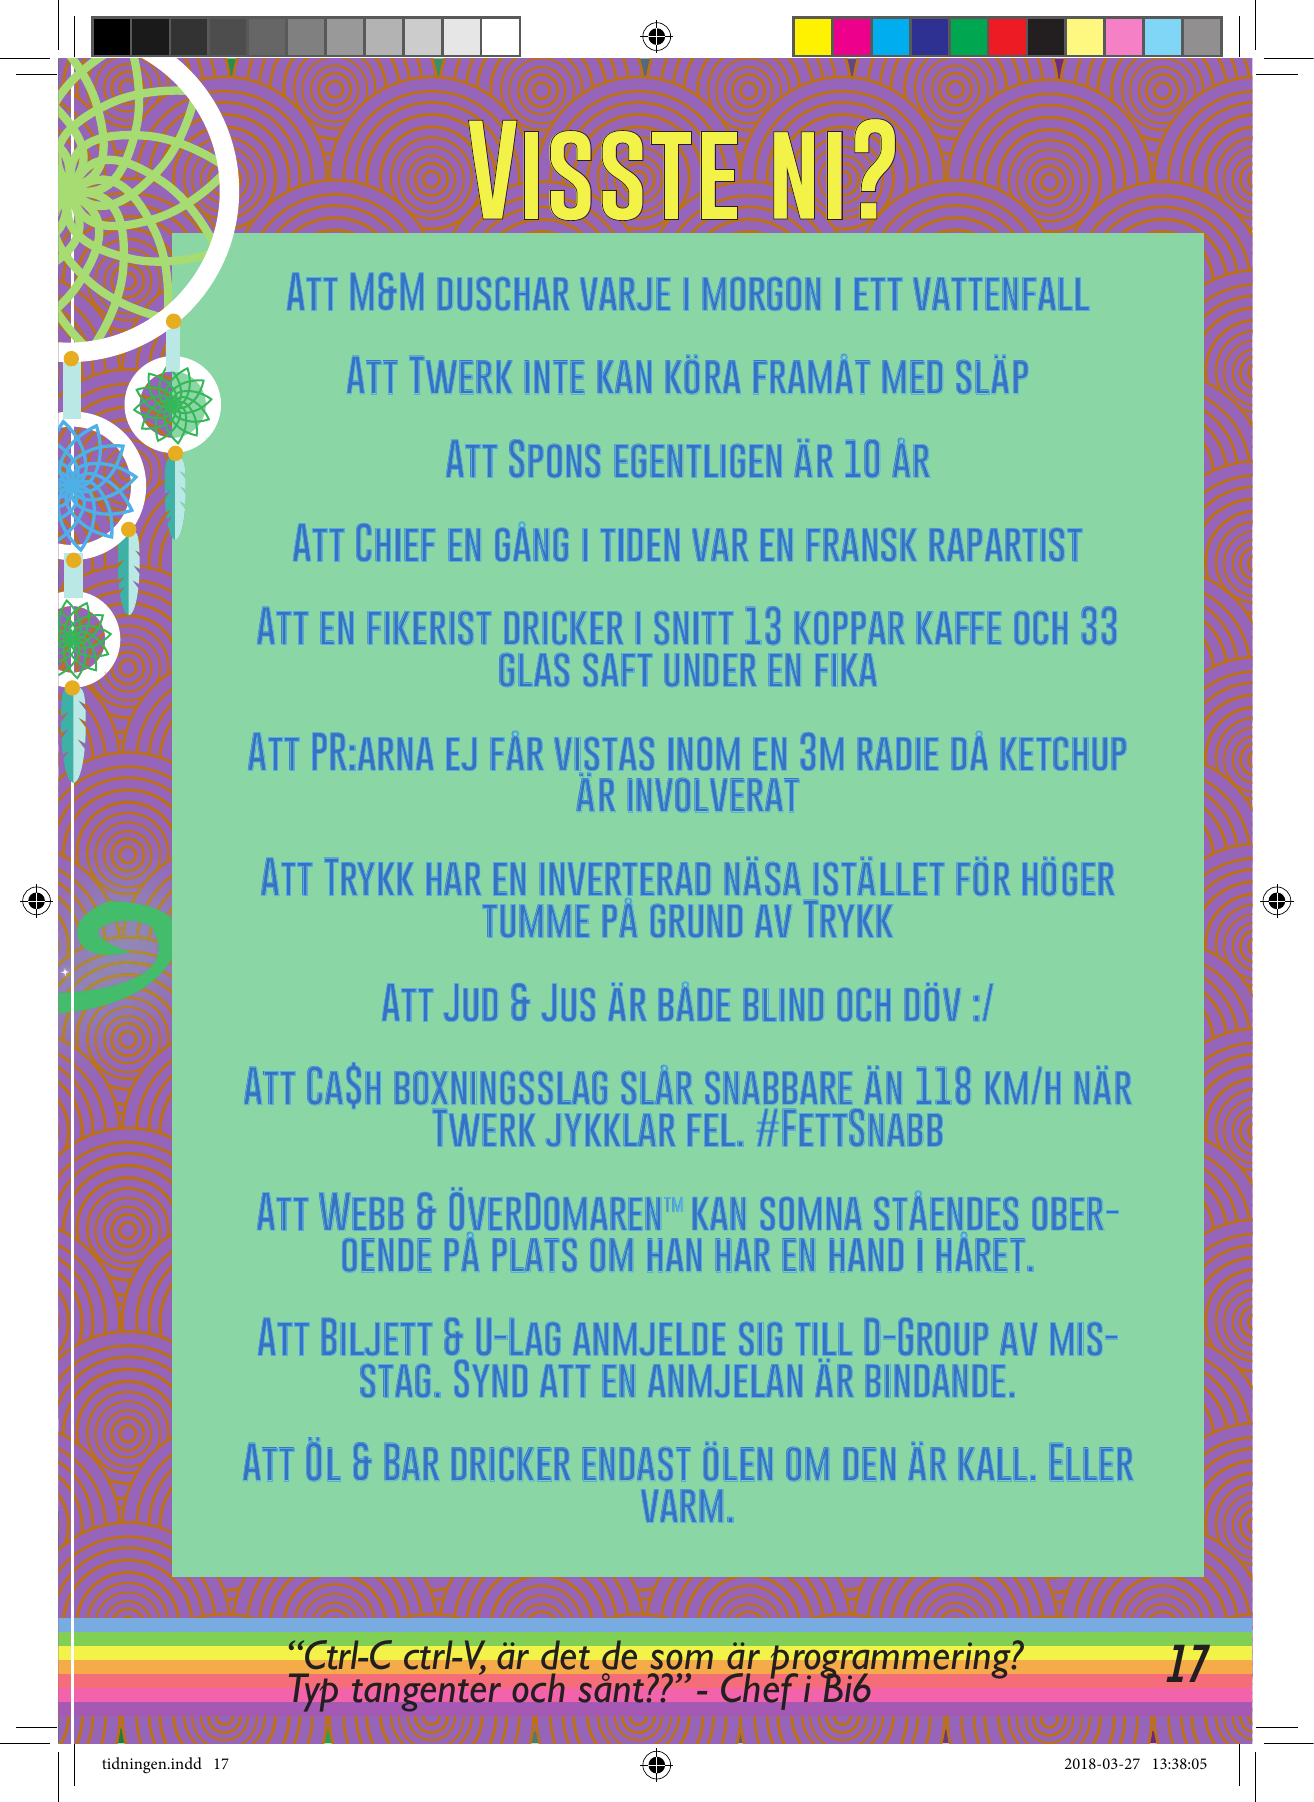 Visste ni?
Att M&M duschar varje i morgon i ett vattenfall
Att Twerk inte kan köra framåt med släp
Att Spons egentligen är 10 år
Att Chief en gång i tiden var en fransk rapartist
Att en fikerist dricker i snitt 13 koppar kaffe och 33
glas saft under en fika
Att PR:arna ej får vistas inom en 3m radie då ketchup
är involverat
Att Trykk har en inverterad näsa istället för höger
tumme på grund av Trykk
Att Jud & Jus är både blind och döv :/
Att Ca$h boxningsslag slår snabbare än 118 km/h när
Twerk jykklar fel. #FettSnabb
Att Webb & ÖverDomaren™ kan somna ståendes ober-
oende på plats om han har en hand i håret.
Att Biljett & U-Lag anmjelde sig till D-Group av mis-
stag. Synd att en anmjelan är bindande.
Att Öl & Bar dricker endast ölen om den är kall. Eller
varm.
“Ctrl-C ctrl-V, är det de som är programmering?
Typ tangenter och sånt??” - Chef i Bi6
17
tidningen.indd 17
2018-03-27 13:38:05